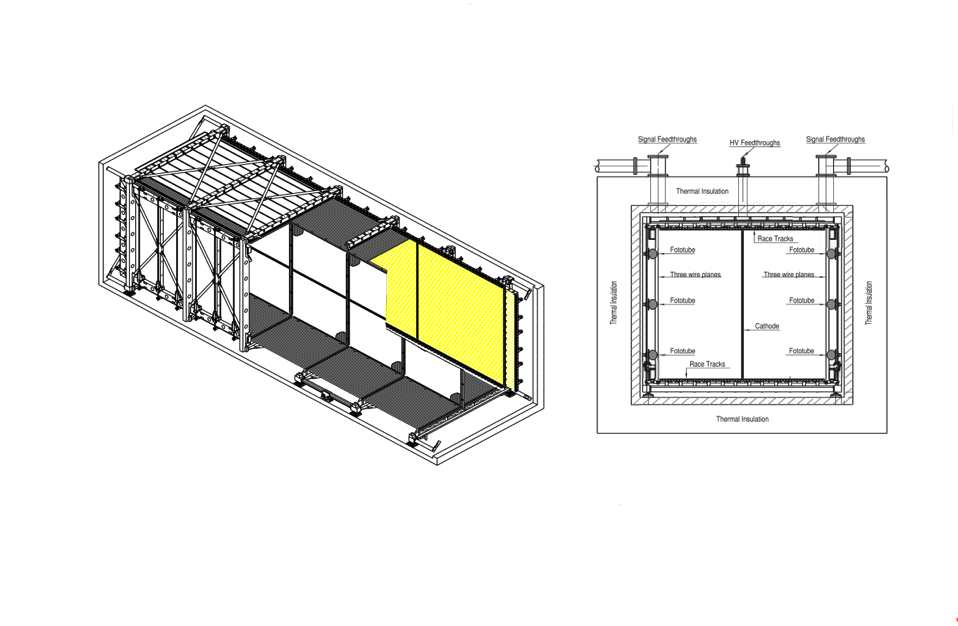 Signal Feedthroughs
HV Feedthroughs
Signal Feedthroughs
Thermal Insulation
Race Tracks
Fototube
Fototube
Three wire planes
Three wire planes
Thermal Insulation
Thermal Insulation
Fototube
Fototube
Cathode
Fototube
Fototube
Race Tracks
Thermal Insulation